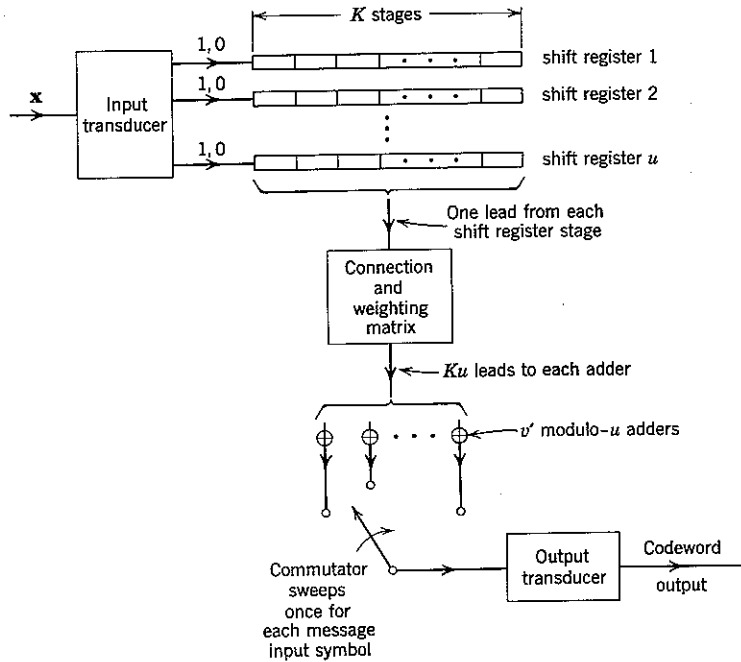 K stages
1, 0
shift register 1
1, 0
shift register 2
x
Input
transducer
1, 0
shift register u
One lead from each
shift register stage
Connection
and
weighting
matrix
Ku leads to each adder
v′ modulo-u adders
Commutator
sweeps
once for
each message
input symbol
Output
transducer
Codeword
output